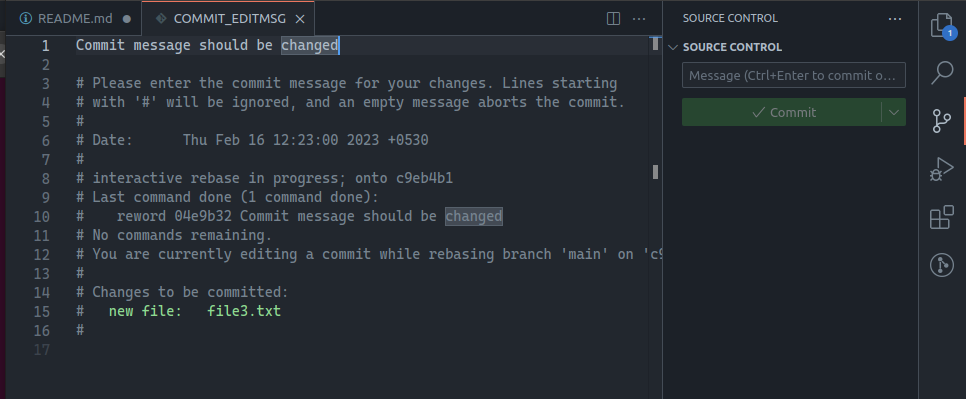 README.md
COMMIT_EDITMSG
1 Commit message should be changed
2
3 # Please enter the commit message for your changes. Lines starting
4 # with '#' will be ignored, and an empty message aborts the commit.
5 #
6 # Date:      Thu Feb 16 12:23:00 2023 +0530
7 #
8 # interactive rebase in progress; onto c9eb4b1
9 # Last command done (1 command done):
10 #    reword 04e9b32 Commit message should be changed
11 # No commands remaining.
12 # You are currently editing a commit while rebasing branch 'main' on 'c9
13 #
14 # Changes to be committed:
15 #   new file:   file3.txt
16 #
17
SOURCE CONTROL
SOURCE CONTROL
Message (Ctrl+Enter to commit o...
Commit
1